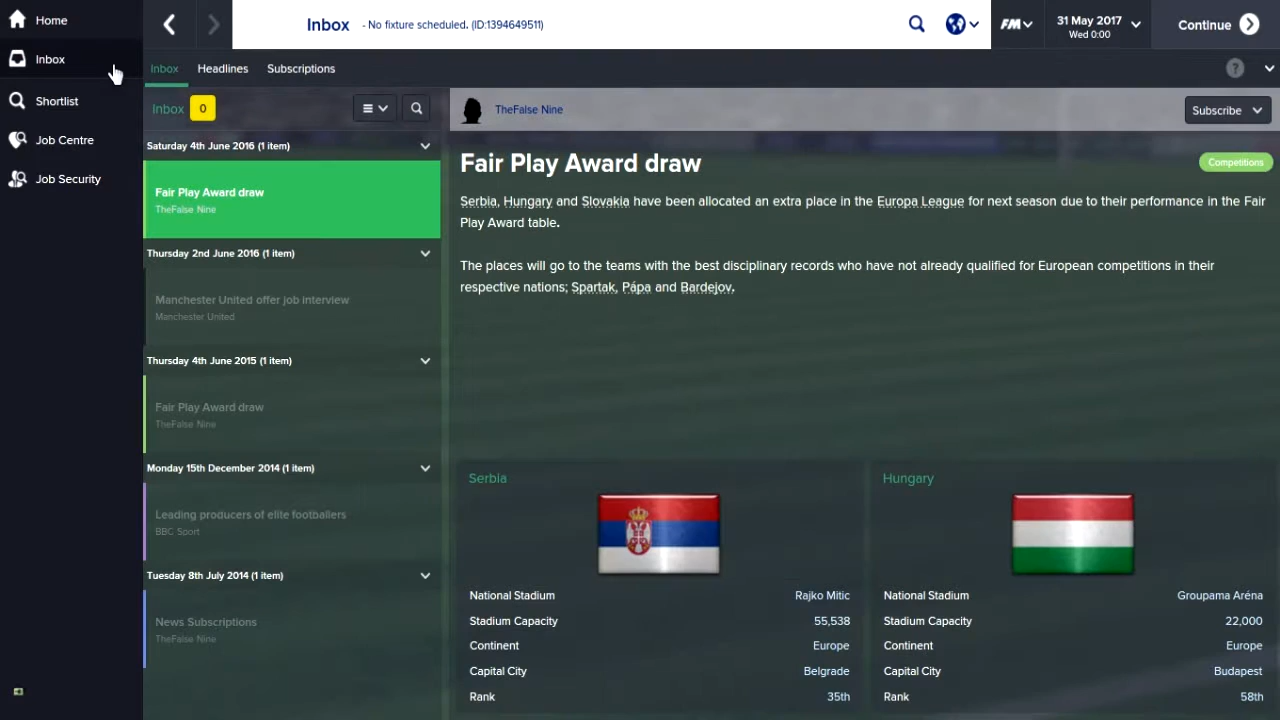 Home
Inbox
Shortlist
Job Centre
Job Security
Inbox - No fixture scheduled. (ID:1394649511)
FM
31 May 2017
Wed 0:00
Continue
Inbox Headlines Subscriptions
?
Inbox 0
Saturday 4th June 2016 (1 item)
Fair Play Award draw
TheFalse Nine
Thursday 2nd June 2016 (1 item)
Manchester United offer job interview
Manchester United
Thursday 4th June 2015 (1 item)
Fair Play Award draw
TheFalse Nine
Monday 15th December 2014 (1 item)
Leading producers of elite footballers
BBC Sport
Tuesday 8th July 2014 (1 item)
News Subscriptions
TheFalse Nine
TheFalse Nine
Subscribe
Fair Play Award draw
Competitions
Serbia, Hungary and Slovakia have been allocated an extra place in the Europa League for next season due to their performance in the Fair
Play Award table.
The places will go to the teams with the best disciplinary records who have not already qualified for European competitions in their
respective nations; Spartak, Pápa and Bardejov.
Serbia
National Stadium Rajko Mitic
Stadium Capacity 55,538
Continent Europe
Capital City Belgrade
Rank 35th
Hungary
National Stadium Groupama Aréna
Stadium Capacity 22,000
Continent Europe
Capital City Budapest
Rank 58th